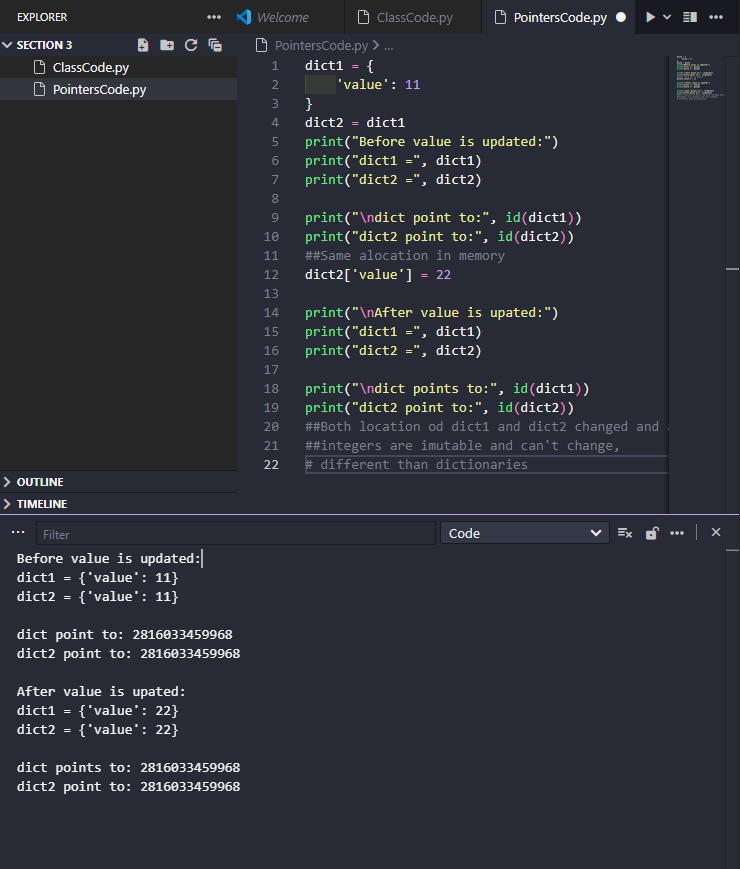 EXPLORER
Welcome
ClassCode.py
PointersCode.py
SECTION 3
ClassCode.py
PointersCode.py
PointersCode.py > ...
1 dict1 = {
2     'value': 11
3 }
4 dict2 = dict1
5 print("Before value is updated:")
6 print("dict1 =", dict1)
7 print("dict2 =", dict2)
8
9 print("\ndict point to:", id(dict1))
10 print("dict2 point to:", id(dict2))
11 ##Same alocation in memory
12 dict2['value'] = 22
13
14 print("\nAfter value is upated:")
15 print("dict1 =", dict1)
16 print("dict2 =", dict2)
17
18 print("\ndict points to:", id(dict1))
19 print("dict2 point to:", id(dict2))
20 ##Both location od dict1 and dict2 changed and
21 ##integers are imutable and can't change,
22 # different than dictionaries
OUTLINE
TIMELINE
Filter
Code
Before value is updated:
dict1 = {'value': 11}
dict2 = {'value': 11}
dict point to: 2816033459968
dict2 point to: 2816033459968
After value is upated:
dict1 = {'value': 22}
dict2 = {'value': 22}
dict points to: 2816033459968
dict2 point to: 2816033459968